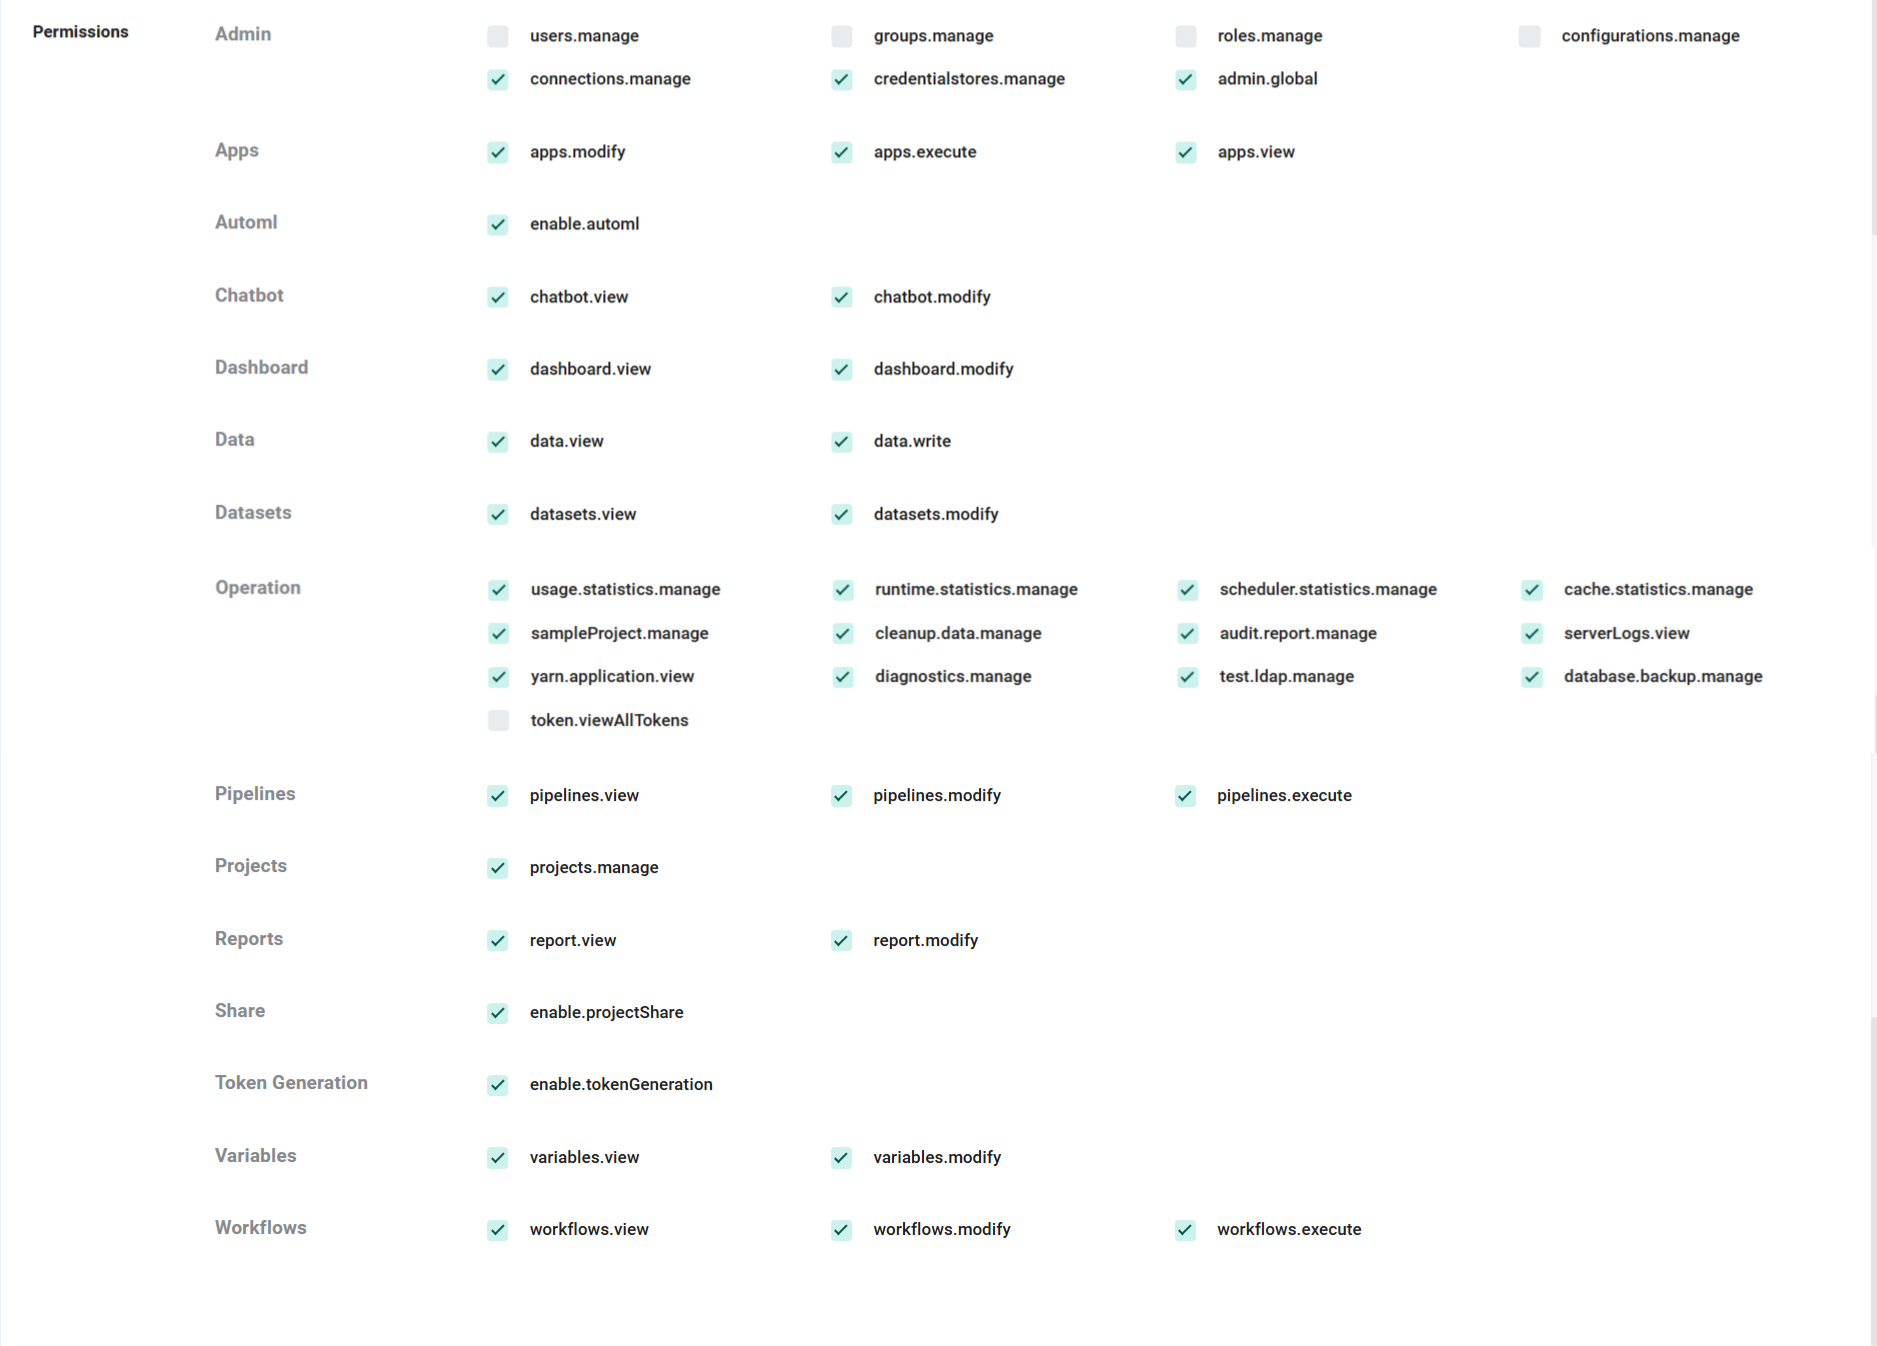 Permissions Admin users.manage groups.manage roles.manage configurations.manage
connections.manage credentialstores.manage admin.global
Apps apps.modify apps.execute apps.view
Automl enable.automl
Chatbot chatbot.view chatbot.modify
Dashboard dashboard.view dashboard.modify
Data data.view data.write
Datasets datasets.view datasets.modify
Operation usage.statistics.manage runtime.statistics.manage scheduler.statistics.manage cache.statistics.manage
sampleProject.manage cleanup.data.manage audit.report.manage serverLogs.view
yarn.application.view diagnostics.manage test.ldap.manage database.backup.manage
token.viewAllTokens
Pipelines pipelines.view pipelines.modify pipelines.execute
Projects projects.manage
Reports report.view report.modify
Share enable.projectShare
Token Generation enable.tokenGeneration
Variables variables.view variables.modify
Workflows workflows.view workflows.modify workflows.execute